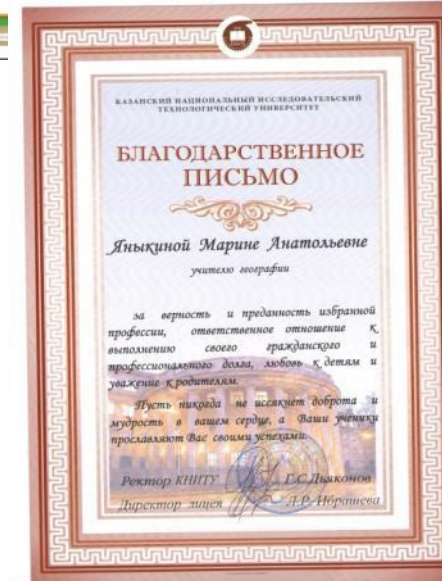 КАЗАНСКИЙ НАЦИОНАЛЬНЫЙ ИССЛЕДОВАТЕЛЬСКИЙ
ТЕХНОЛОГИЧЕСКИЙ УНИВЕРСИТЕТ
БЛАГОДАРСТВЕННОЕ
ПИСЬМО
Яныкиной Марине Анатольевне
учителю географии
за верность и преданность избранной
профессии, ответственное отношение к
выполнению своего гражданского и
профессионального долга, любовь к детям и
уважение к родителям.
Пусть никогда не иссякнет доброта и
мудрость в вашем сердце, а Ваши ученики
прославляют Вас своими успехами.
Ректор КНИТУ Г.С.Дьяконов
Директор лицея Л.Р. Ибрашева